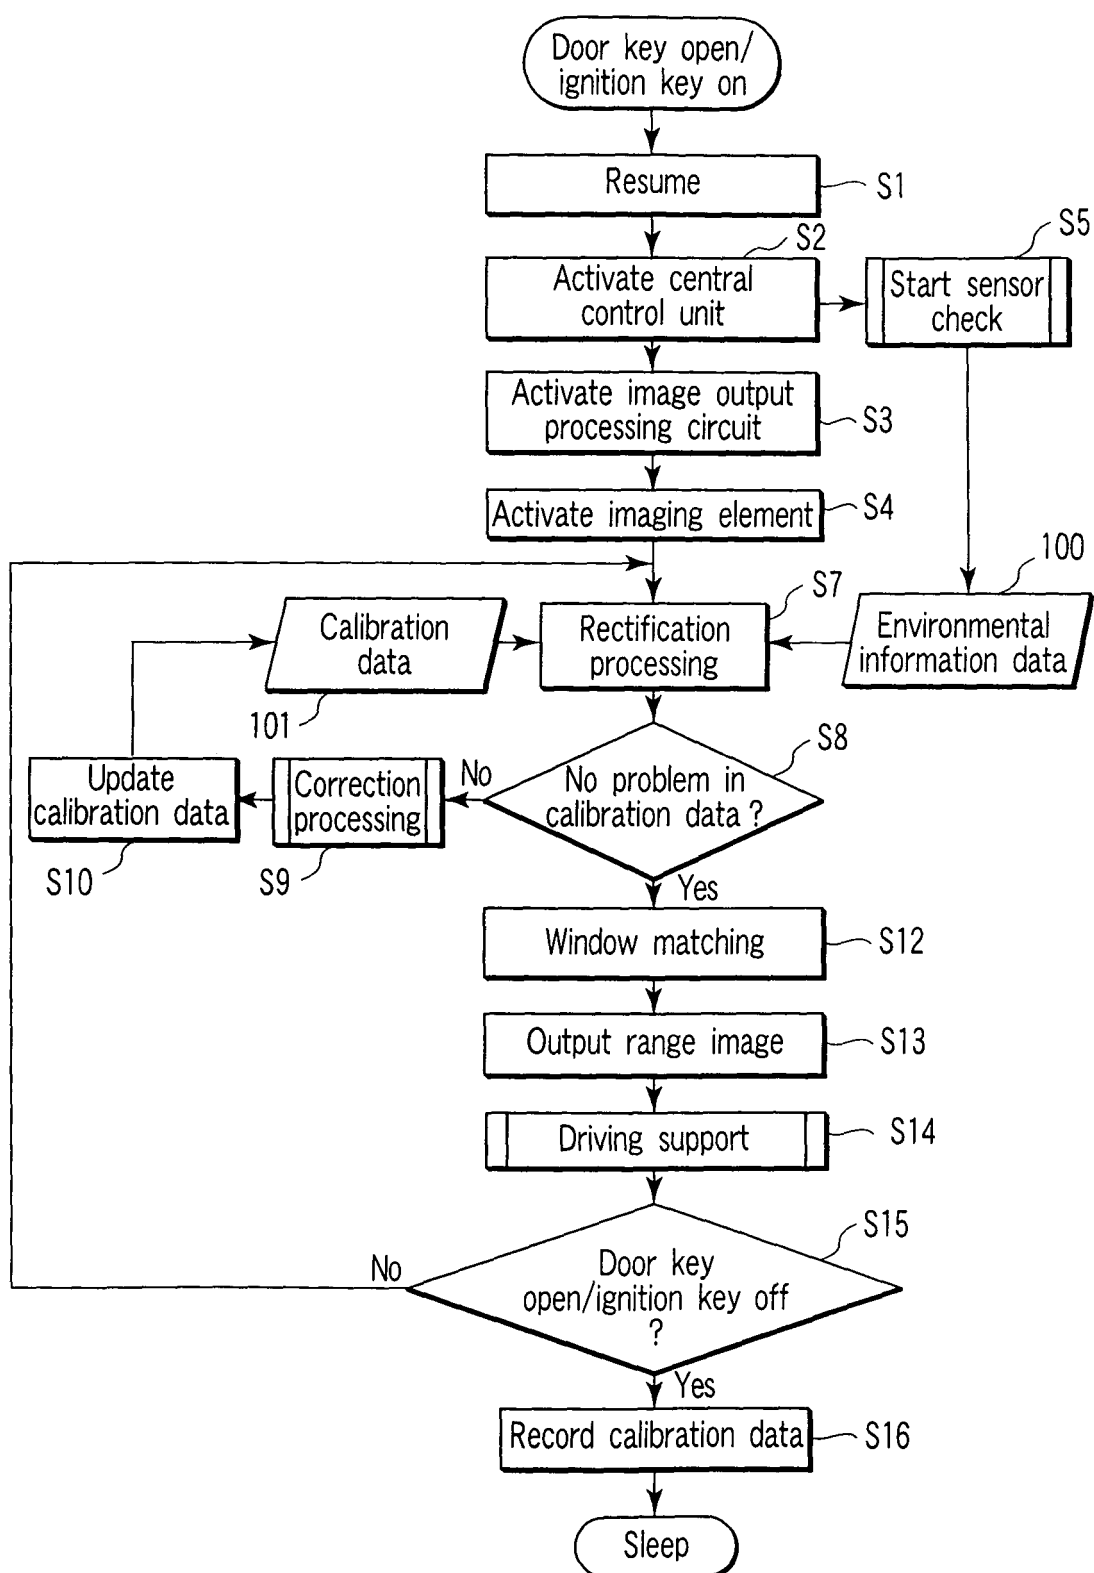 Door key open/
ignition key on
Resume
S1
S2
S5
Activate central
control unit
Start sensor
check
Activate image output
processing circuit
S3
Activate imaging element
S4
100
S7
Calibration
data
Rectification
processing
Environmental
information data
101
S8
Update
calibration data
Correction
processing
No
No problem in
calibration data ?
S10
S9
Yes
Window matching
S12
Output range image
S13
Driving support
S14
S15
No
Door key
open/ignition key off
?
Yes
Record calibration data
S16
Sleep